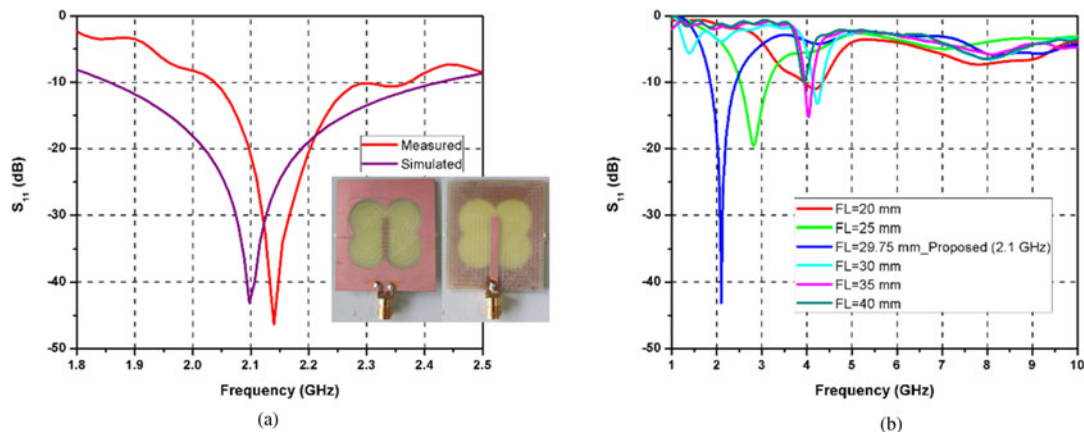 0
-10
-20
-30
-40
-50
S11 (dB)
Measured
Simulated
1.8 1.9 2.0 2.1 2.2 2.3 2.4 2.5
Frequency (GHz)
(a)
0
-10
-20
-30
-40
-50
S11 (dB)
FL=20 mm
FL=25 mm
FL=29.75 mm_Proposed (2.1 GHz)
FL=30 mm
FL=35 mm
FL=40 mm
1 2 3 4 5 6 7 8 9 10
Frequency (GHz)
(b)